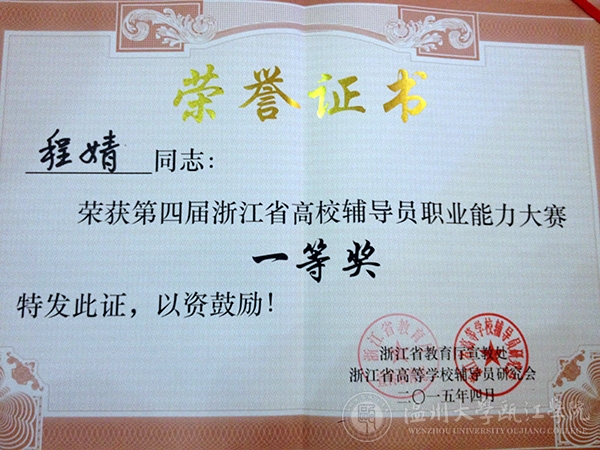 荣誉证书
程婧 同志：
荣获第四届浙江省高校辅导员职业能力大赛
一等奖
特发此证，以资鼓励！
浙江省教育厅宣教处
浙江省高等学校辅导员研究会
二〇一五年四月
温州大学瓯江学院
WENZHOU UNIVERSITY OUJIANG COLLEGE